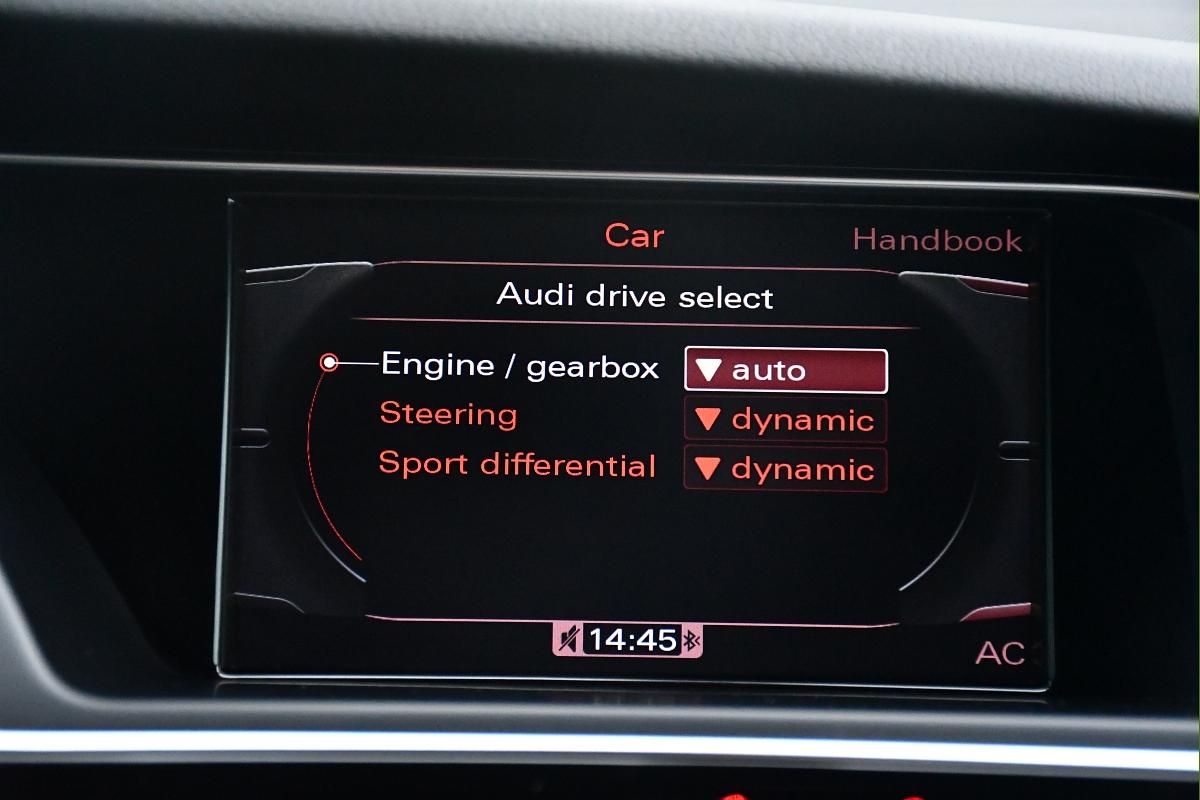 Car
Handbook
Audi drive select
Engine / gearbox ▼ auto
Steering ▼ dynamic
Sport differential ▼ dynamic
14:45
AC